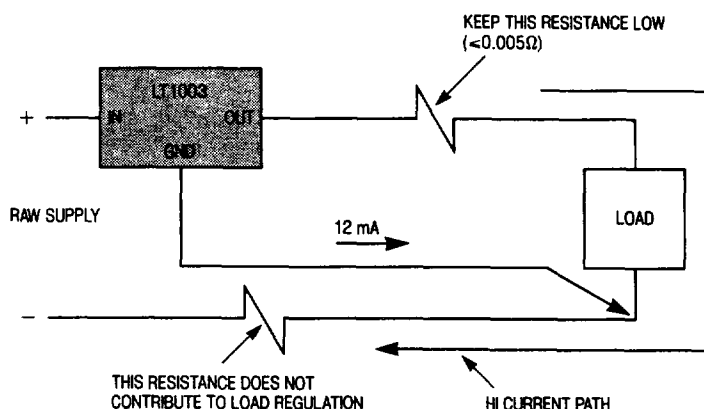 KEEP THIS RESISTANCE LOW
(≤0.005Ω)
LT1003
+
IN
OUT
GND
RAW SUPPLY
LOAD
12 mA
−
THIS RESISTANCE DOES NOT
CONTRIBUTE TO LOAD REGULATION
HI CURRENT PATH